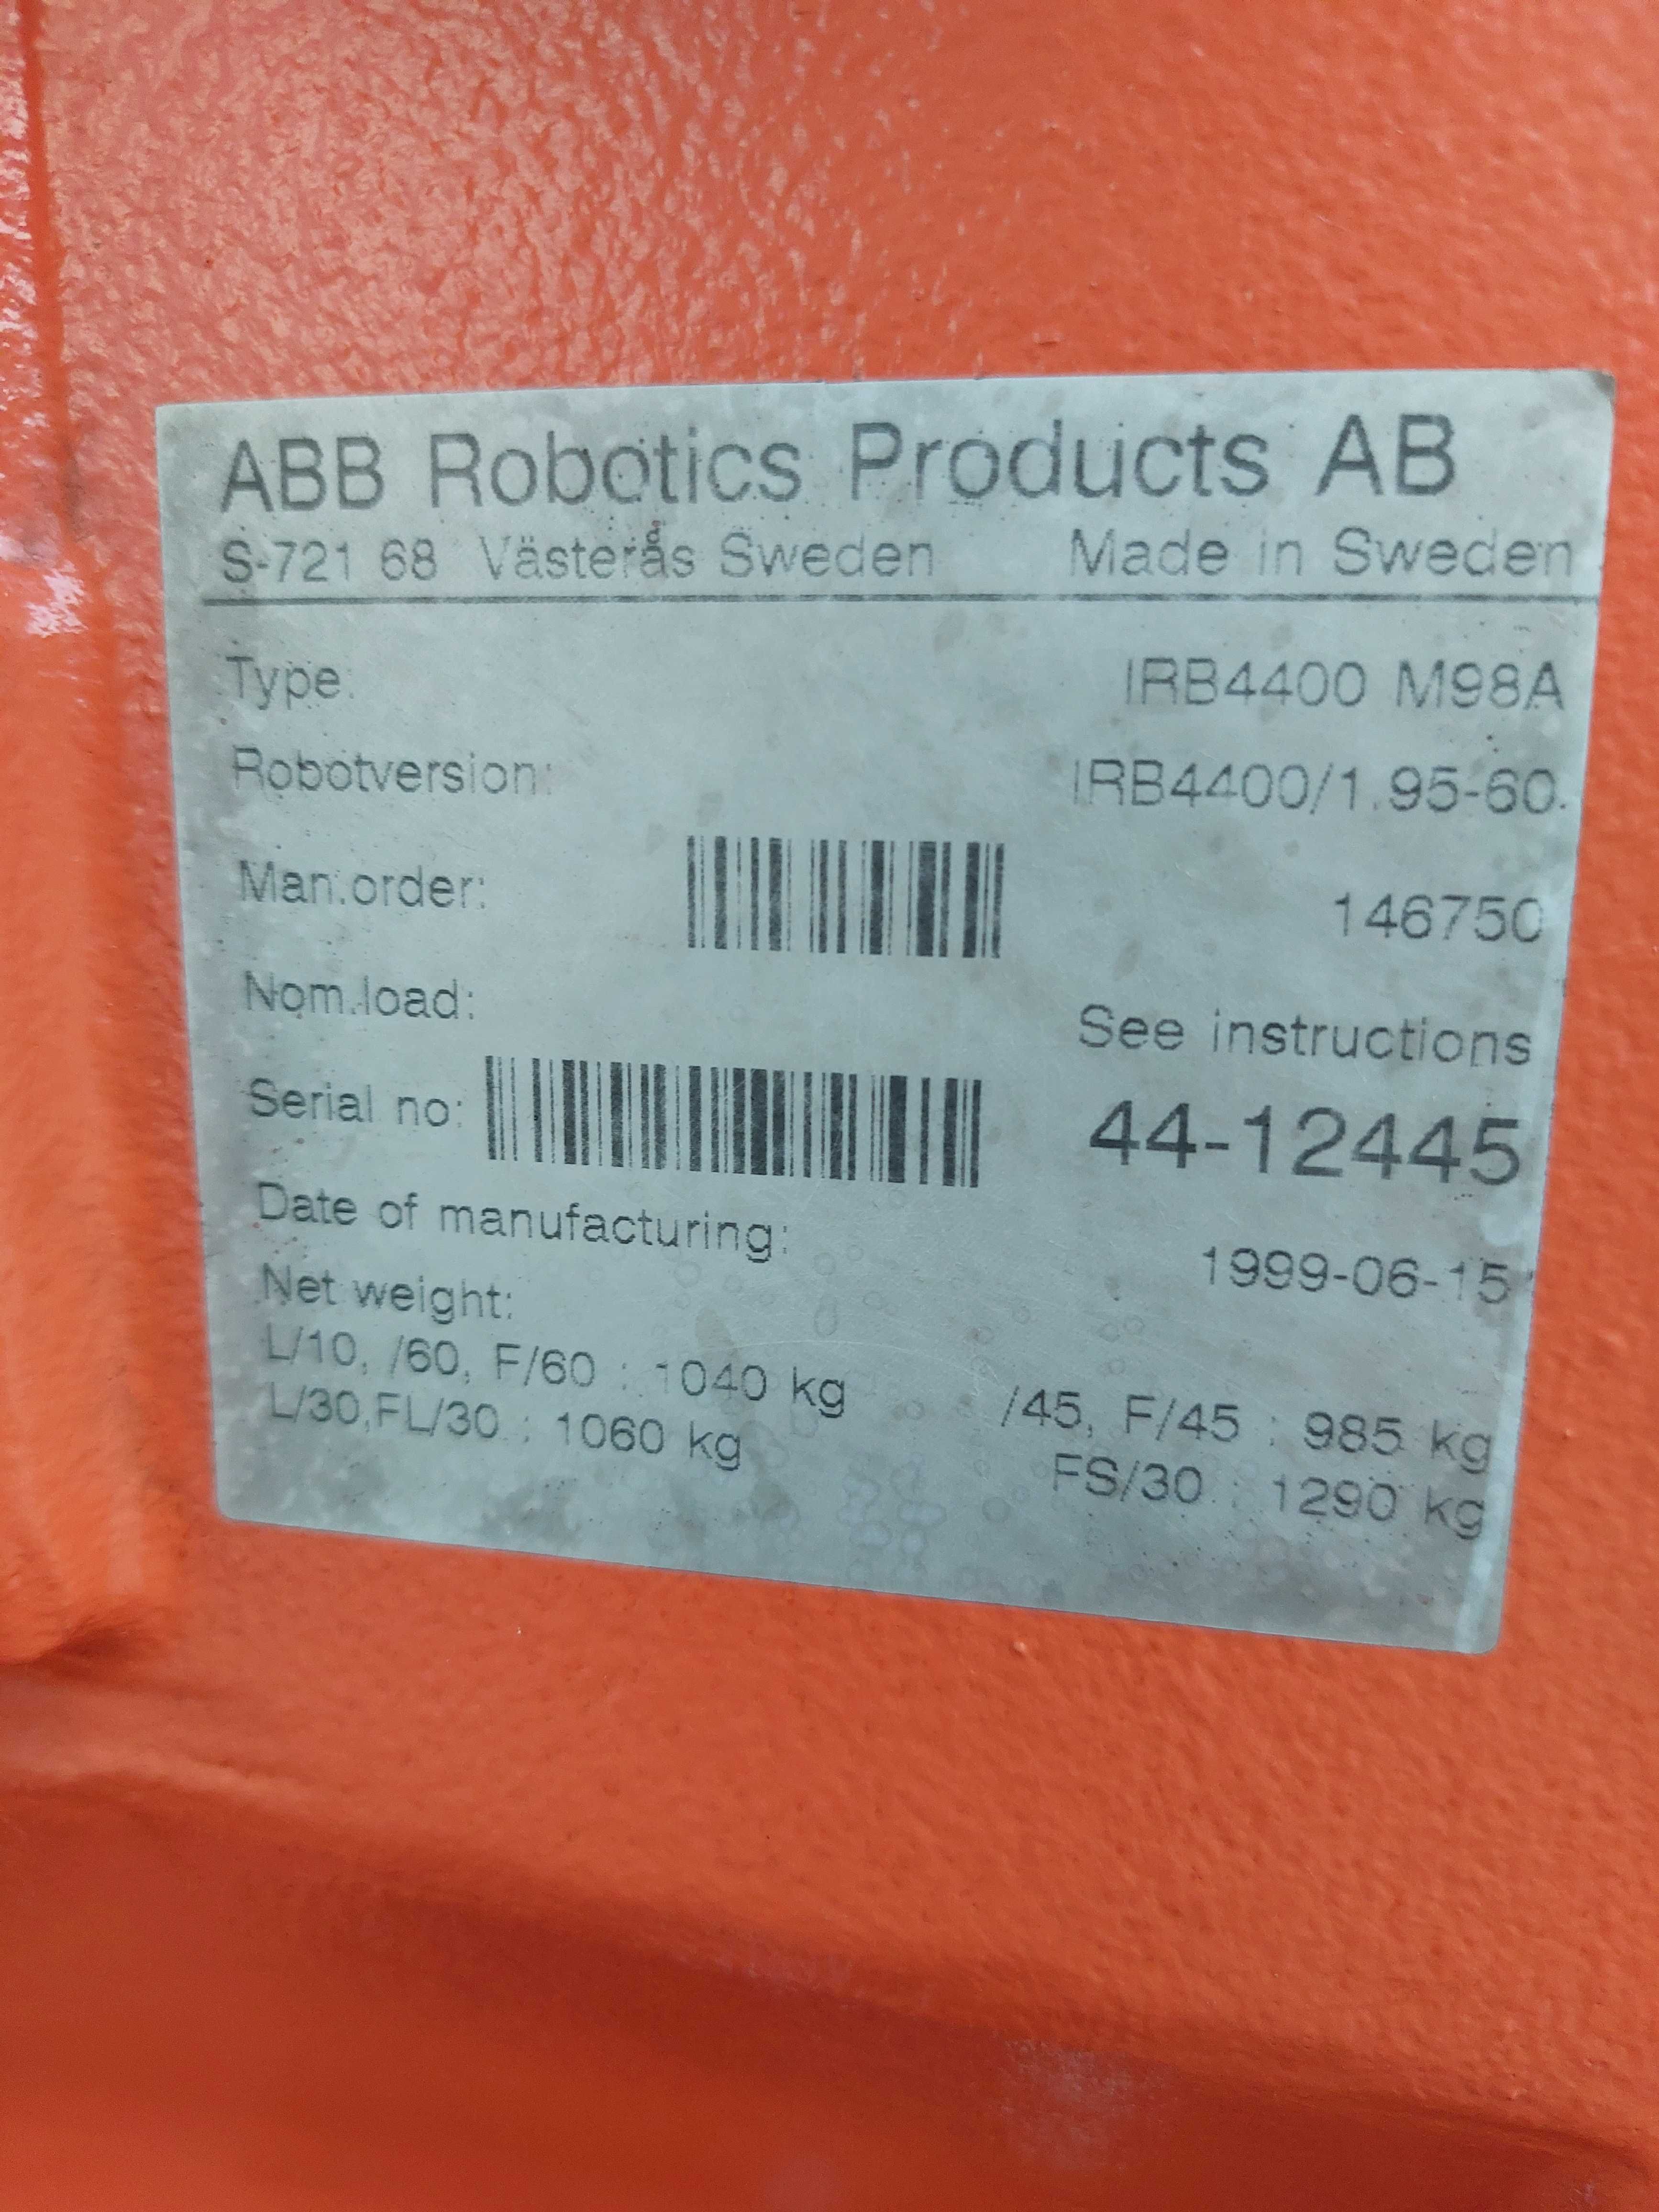 ABB Robotics Products AB
S-721 68 Västerås Sweden Made in Sweden
Type: IRB4400 M98A
Robotversion: IRB4400/1.95-60.
Man.order: 146750
Nom.load: See instructions
Serial no: 44-12445
Date of manufacturing: 1999-06-15
Net weight:
L/10, /60, F/60 : 1040 kg /45, F/45 : 985 kg
L/30,FL/30 : 1060 kg FS/30 : 1290 kg